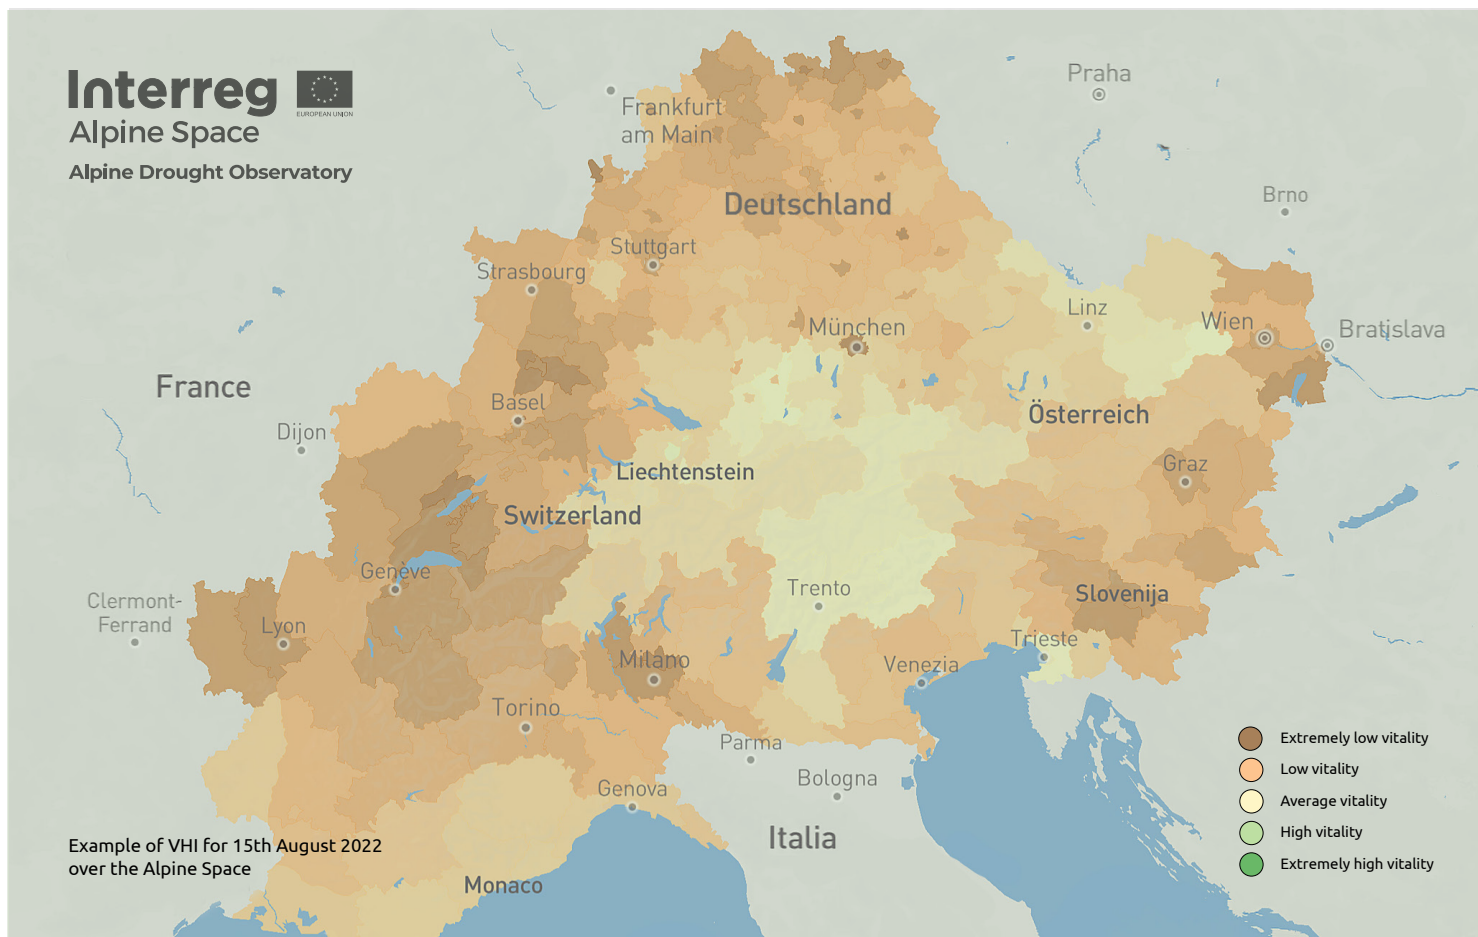 Interreg
EUROPEAN UNION
Alpine Space
Alpine Drought Observatory
Praha
Frankfurt
am Main
Brno
Deutschland
Stuttgart
Strasbourg
Linz
Wien
München
Bratislava
France
Basel
Österreich
Dijon
Graz
Liechtenstein
Switzerland
Genève
Trento
Slovenija
Clermont-
Ferrand
Lyon
Trieste
Milano
Venezia
Torino
Parma
Bologna
Genova
Italia
Monaco
Extremely low vitality
Low vitality
Average vitality
High vitality
Extremely high vitality
Example of VHI for 15th August 2022
over the Alpine Space